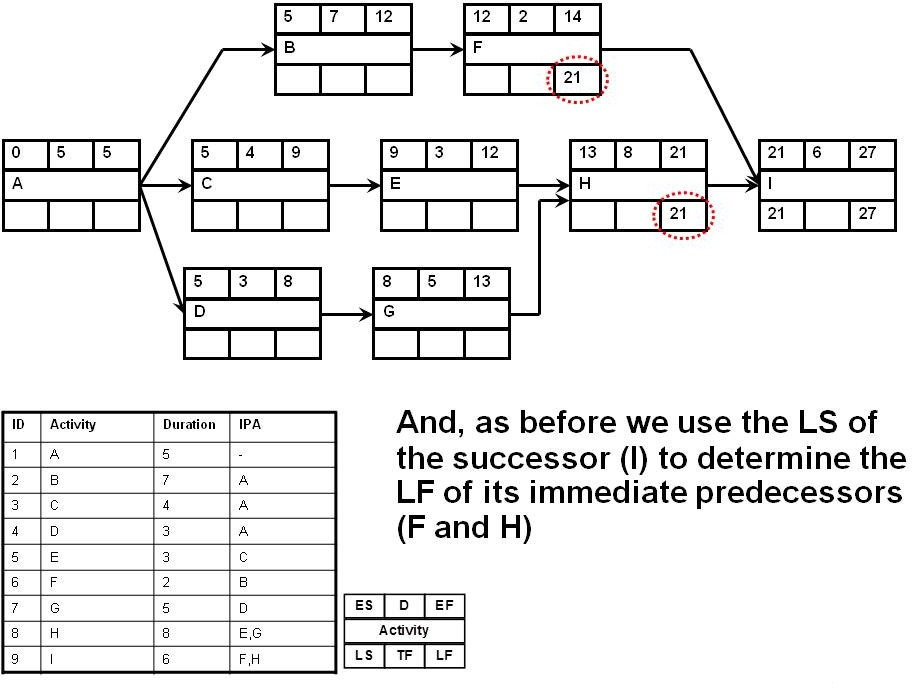 5 7 12
B
12 2 14
F
21
0 5 5
A
5 4 9
C
9 3 12
E
13 8 21
H
21
21 6 27
I
21 27
5 3 8
D
8 5 13
G
And, as before we use the LS of
the successor (I) to determine the
LF of its immediate predecessors
(F and H)
ID Activity Duration IPA
1 A 5 -
2 B 7 A
3 C 4 A
4 D 3 A
5 E 3 C
6 F 2 B
7 G 5 D
8 H 8 E,G
9 I 6 F,H
ES D EF
Activity
LS TF LF